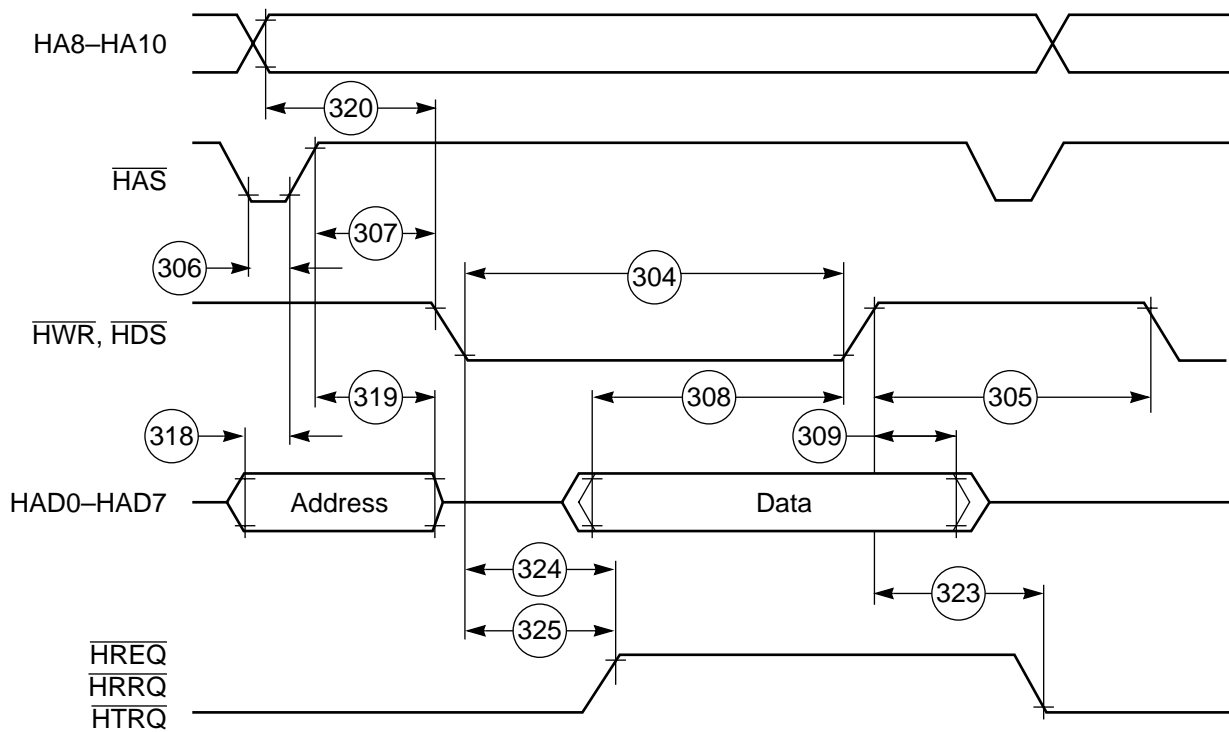 HA8–HA10
320
HAS
307
306
304
HWR, HDS
319
308
305
318
309
HAD0–HAD7
Address
Data
324
323
325
HREQ
HRRQ
HTRQ